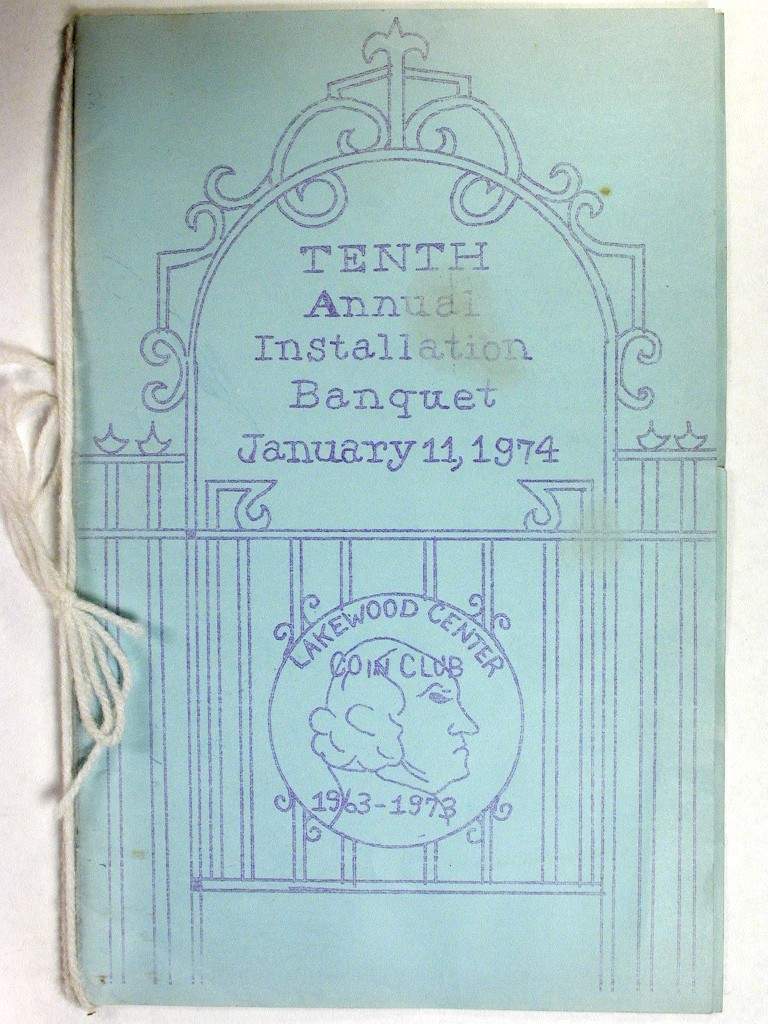 TENTH
Annual
Installation
Banquet
January 11, 1974
LAKEWOOD CENTER
COIN CLUB
1963-1973